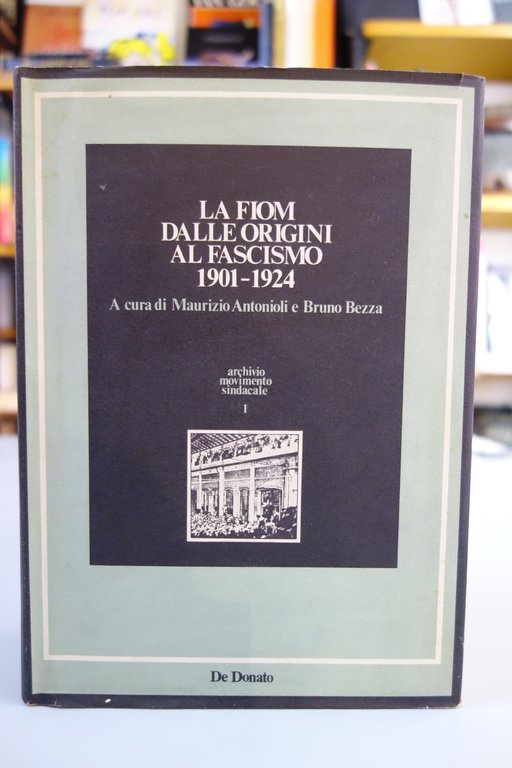 LA FIOM
DALLE ORIGINI
AL FASCISMO
1901-1924
A cura di Maurizio Antonioli e Bruno Bezza
archivio
movimento
sindacale
I
De Donato